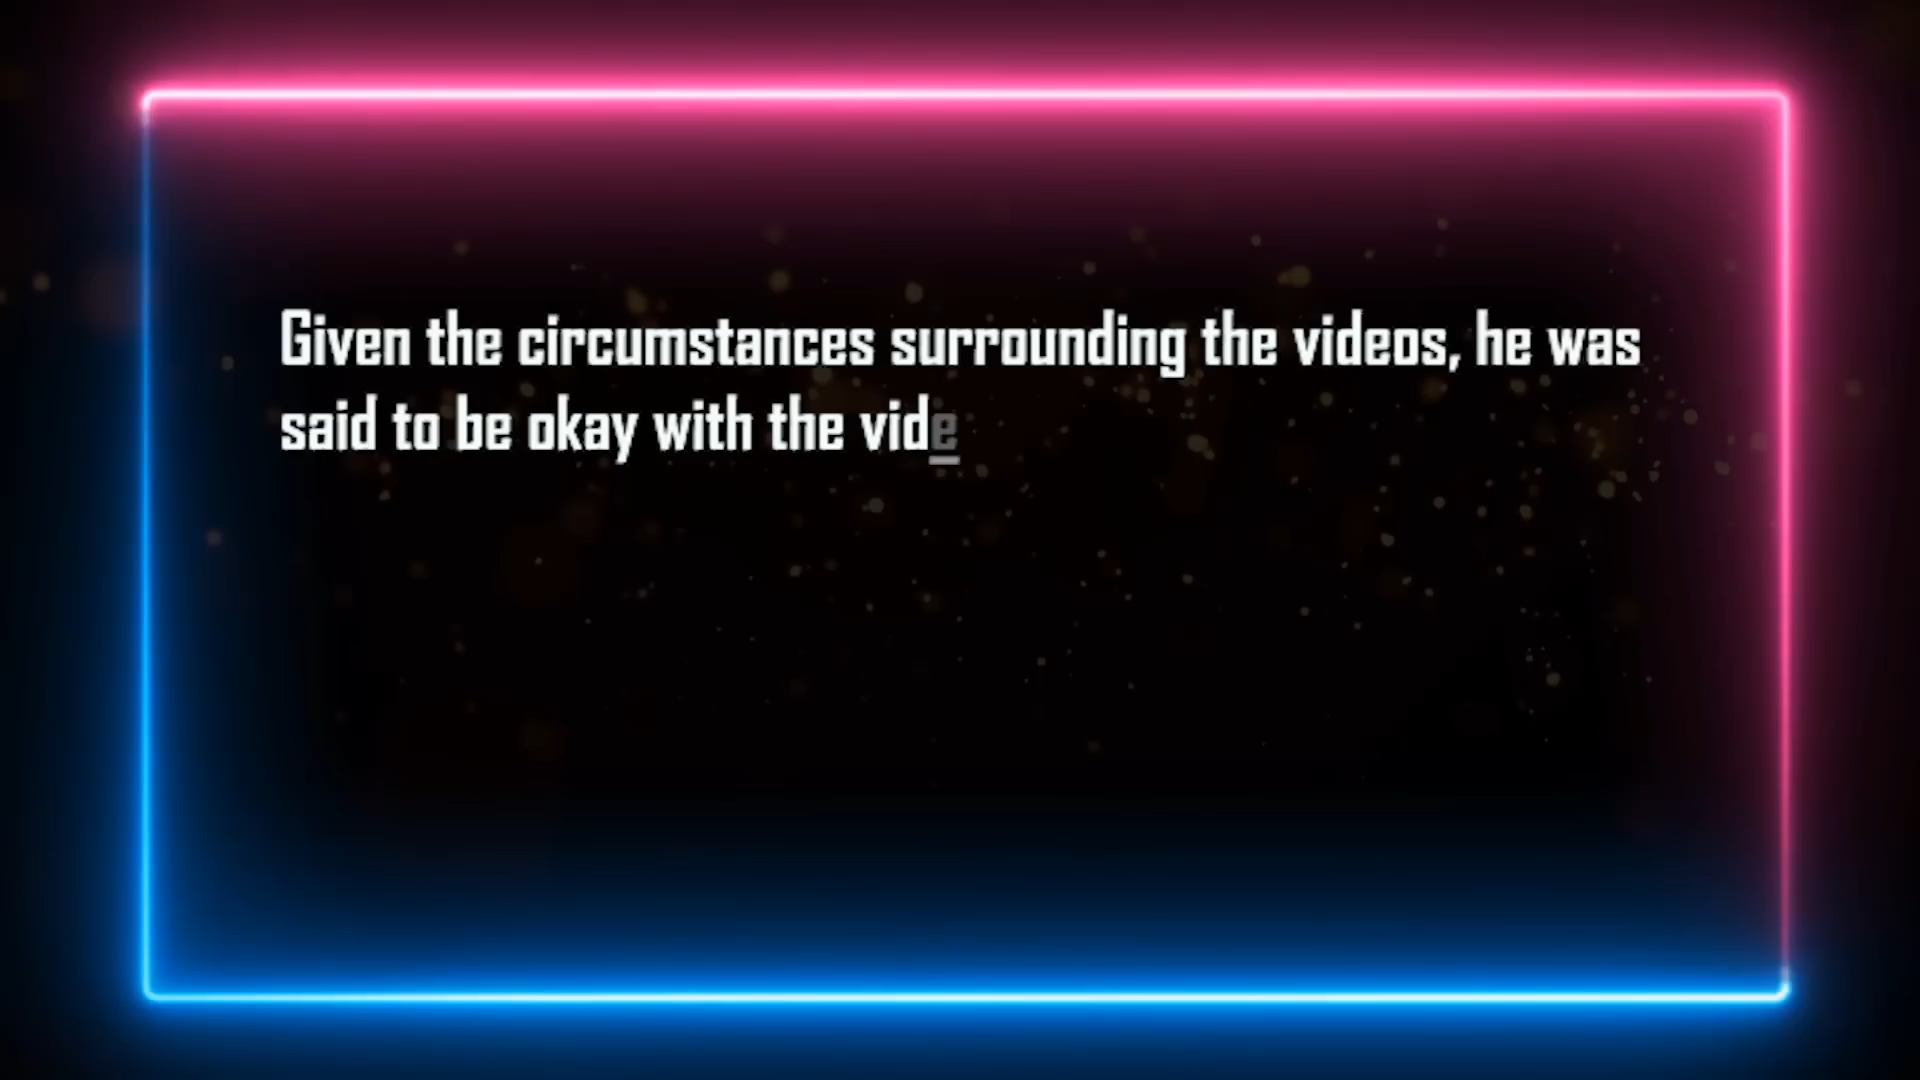 Given the circumstances surrounding the videos, he was
said to be okay with the vide